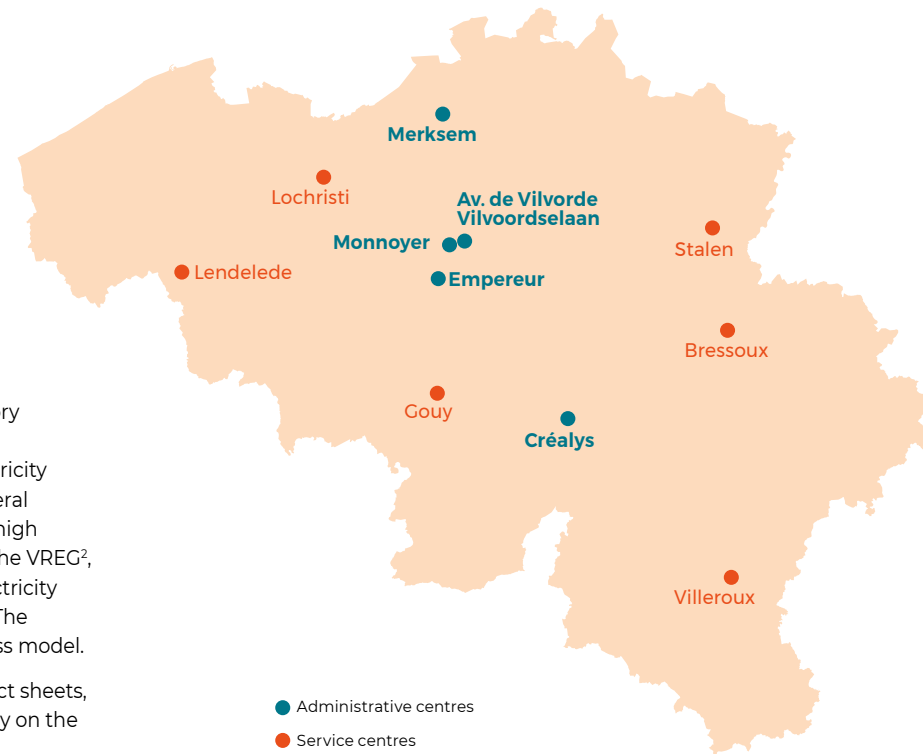 Merksem
Lochristi
Av. de Vilvorde
Vilvoordselaan
Monnoyer
Stalen
Lendelede
Empereur
Bressoux
Gouy
Créalys
Villeroux
ory
ricity
eral
high
he VREG²,
ctricity
The
ss model.
ct sheets,
y on the
Administrative centres
Service centres